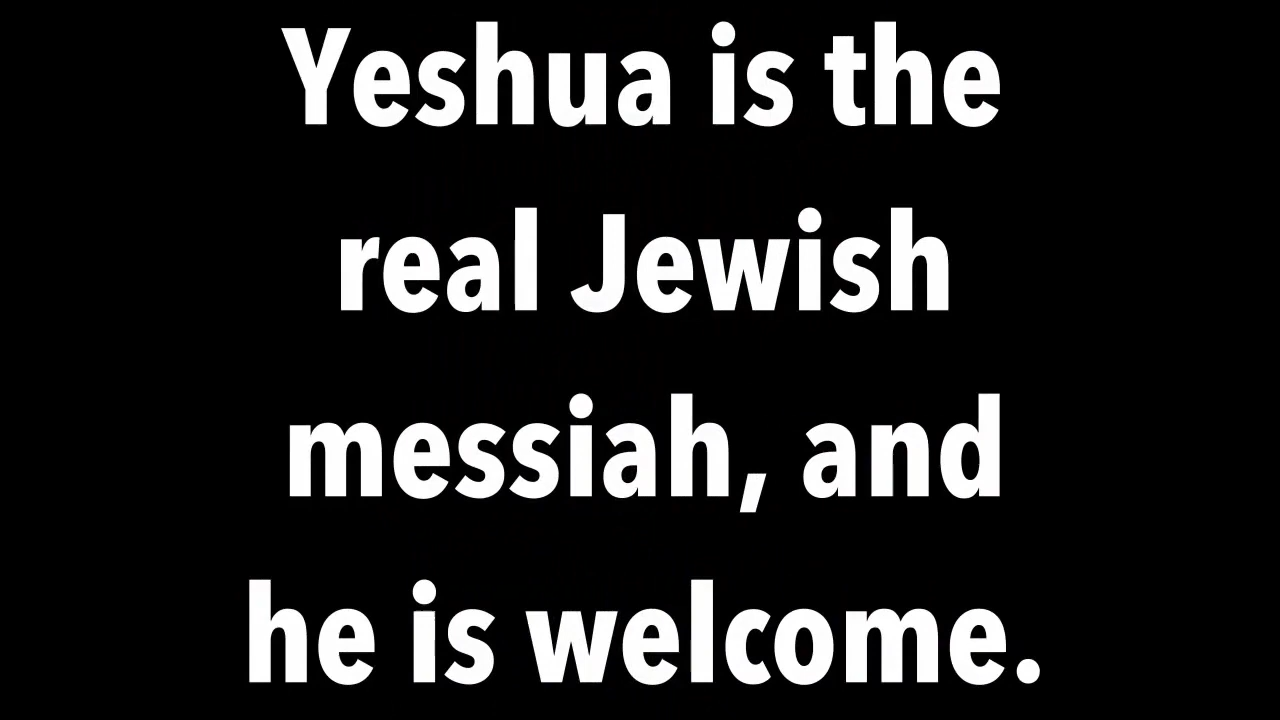 Yeshua is the
real Jewish
messiah, and
he is welcome.